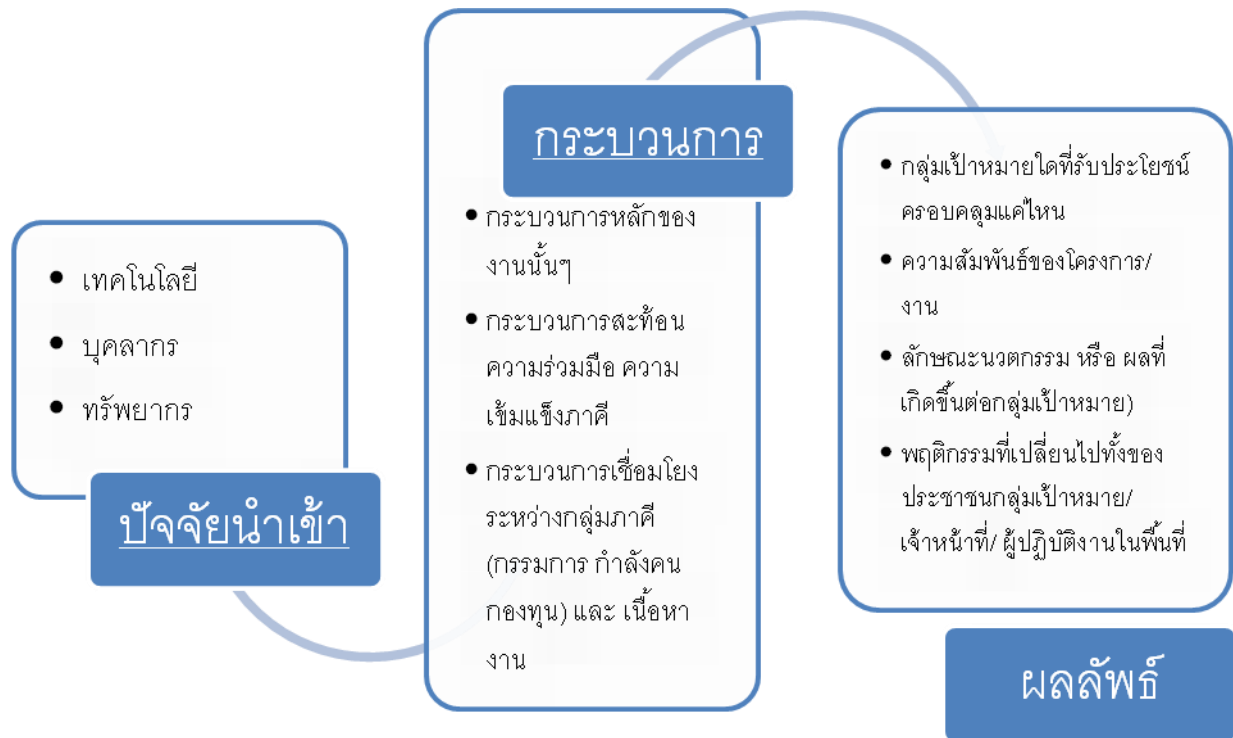 • เทคโนโลยี
• บุคลากร
• ทรัพยากร
ปัจจัยนำเข้า
กระบวนการ
• กระบวนการหลักของ
งานนั้นๆ
• กระบวนการสะท้อน
ความร่วมมือ ความ
เข้มแข็งภาคี
• กระบวนการเชื่อมโยง
ระหว่างกลุ่มภาคี
(กรรมการ กำลังคน
กองทุน) และ เนื้อหา
งาน
• กลุ่มเป้าหมายใดที่รับประโยชน์
ครอบคลุมแค่ไหน
• ความสัมพันธ์ของโครงการ/
งาน
• ลักษณะนวตกรรม หรือ ผลที่
เกิดขึ้นต่อกลุ่มเป้าหมาย)
• พฤติกรรมที่เปลี่ยนไปทั้งของ
ประชาชนกลุ่มเป้าหมาย/
เจ้าหน้าที่/ ผู้ปฏิบัติงานในพื้นที่
ผลลัพธ์